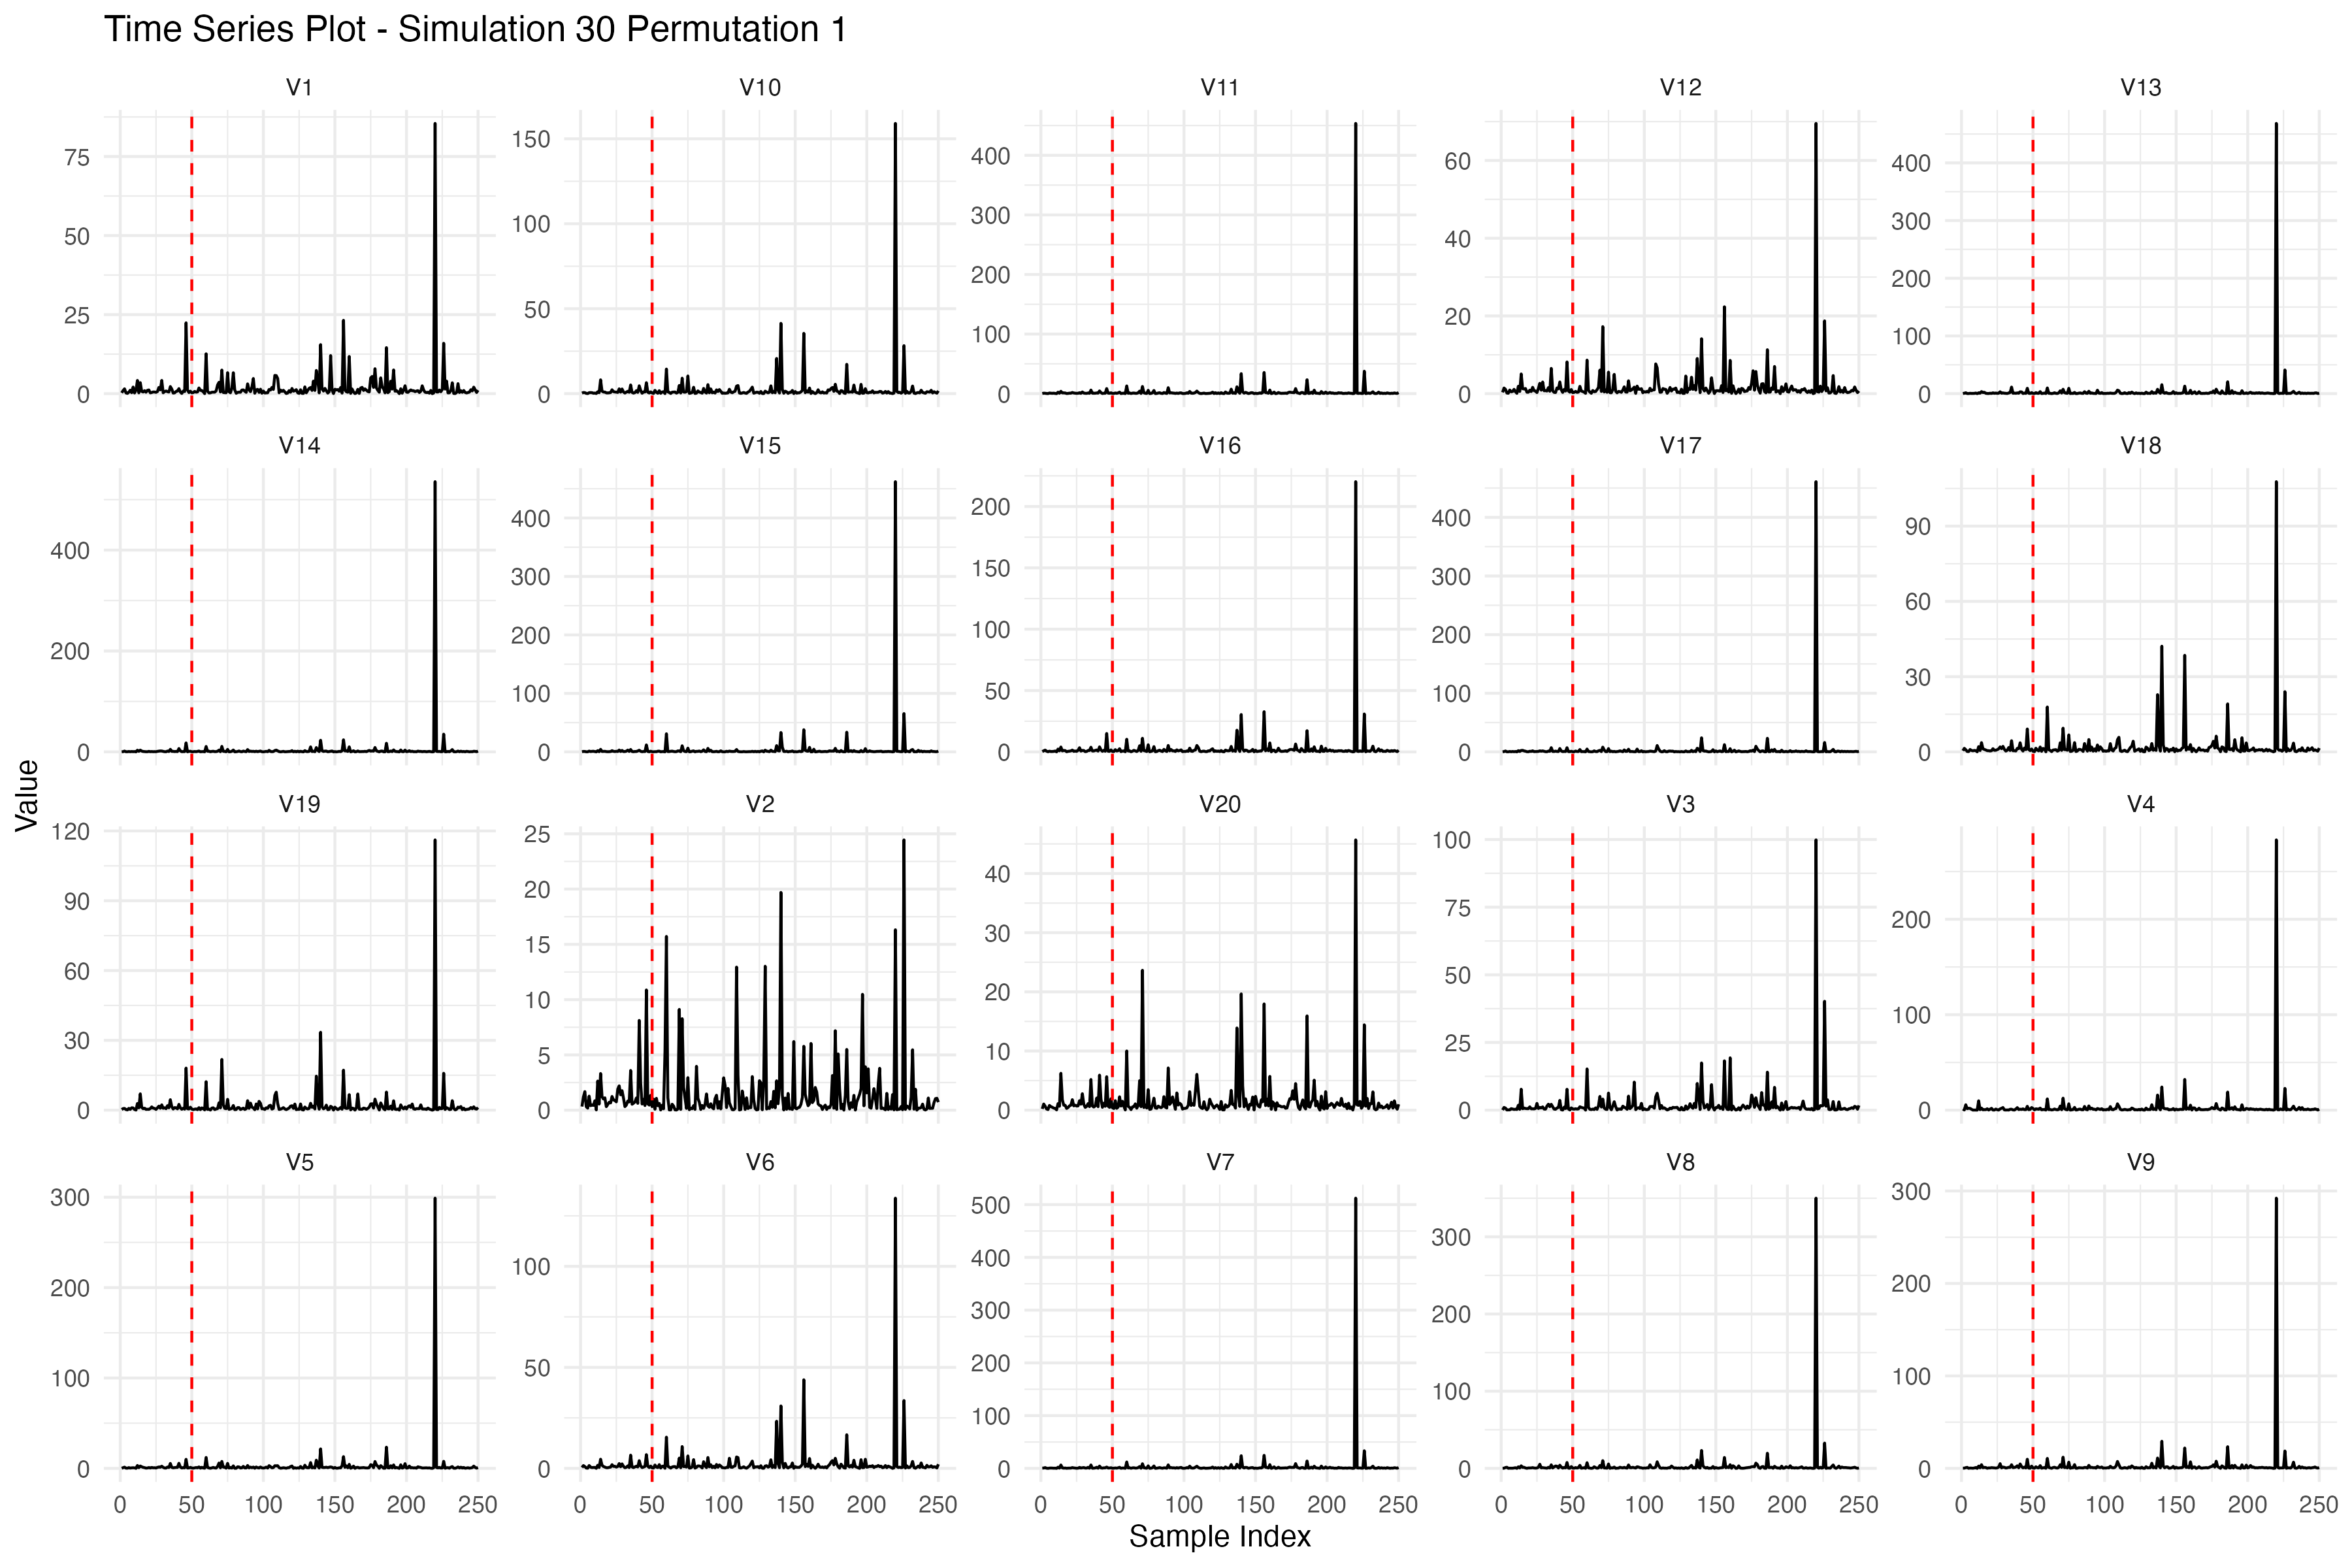 Time Series Plot - Simulation 30 Permutation 1
V1 V10 V11 V12 V13
75 50 25 0
150 100 50 0
400 300 200 100 0
60 40 20 0
400 300 200 100 0
V14 V15 V16 V17 V18
400 200 0
400 300 200 100 0
200 150 100 50 0
400 300 200 100 0
90 60 30 0
Value
V19 V2 V20 V3 V4
120 90 60 30 0
25 20 15 10 5 0
40 30 20 10 0
100 75 50 25 0
200 100 0
V5 V6 V7 V8 V9
300 200 100 0
100 50 0
500 400 300 200 100 0
300 200 100 0
300 200 100 0
0 50 100 150 200 250 0 50 100 150 200 250 0 50 100 150 200 250 0 50 100 150 200 250 0 50 100 150 200 250
Sample Index